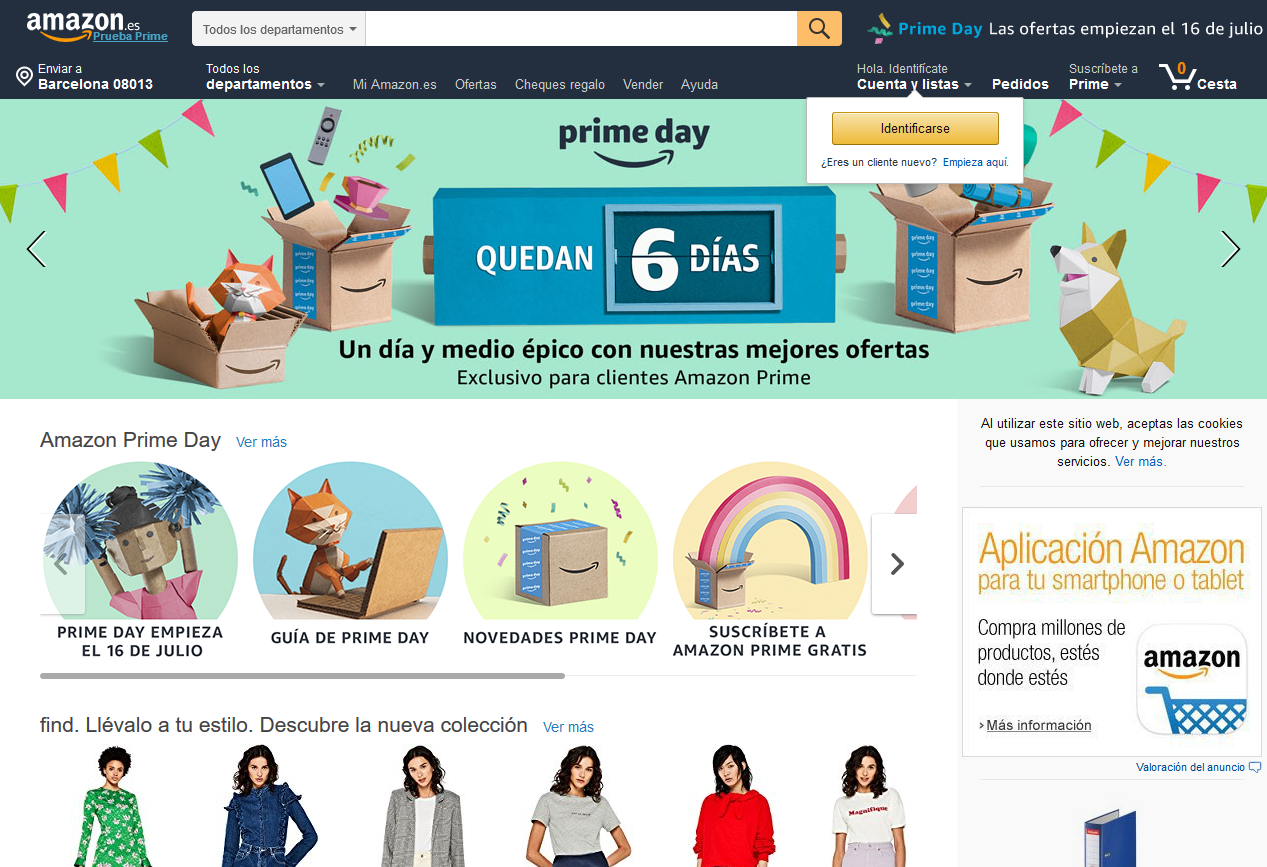 amazon.es
Prueba Prime
Todos los departamentos
Prime Day Las ofertas empiezan el 16 de julio
Enviar a
Barcelona 08013
Todos los
departamentos
Mi Amazon.es
Ofertas
Cheques regalo
Vender
Ayuda
Hola. Identifícate
Cuenta y listas
Pedidos
Suscríbete a
Prime
0
Cesta
Identificarse
¿Eres un cliente nuevo? Empieza aquí.
prime day
QUEDAN 6 DÍAS
Un día y medio épico con nuestras mejores ofertas
Exclusivo para clientes Amazon Prime
Amazon Prime Day Ver más
PRIME DAY EMPIEZA
EL 16 DE JULIO
GUÍA DE PRIME DAY
NOVEDADES PRIME DAY
SUSCRÍBETE A
AMAZON PRIME GRATIS
find. Llévalo a tu estilo. Descubre la nueva colección Ver más
Magnifique
Al utilizar este sitio web, aceptas las cookies
que usamos para ofrecer y mejorar nuestros
servicios. Ver más.
Aplicación Amazon
para tu smartphone o tablet
Compra millones de
productos, estés
donde estés
amazon
›Más información
Valoración del anuncio